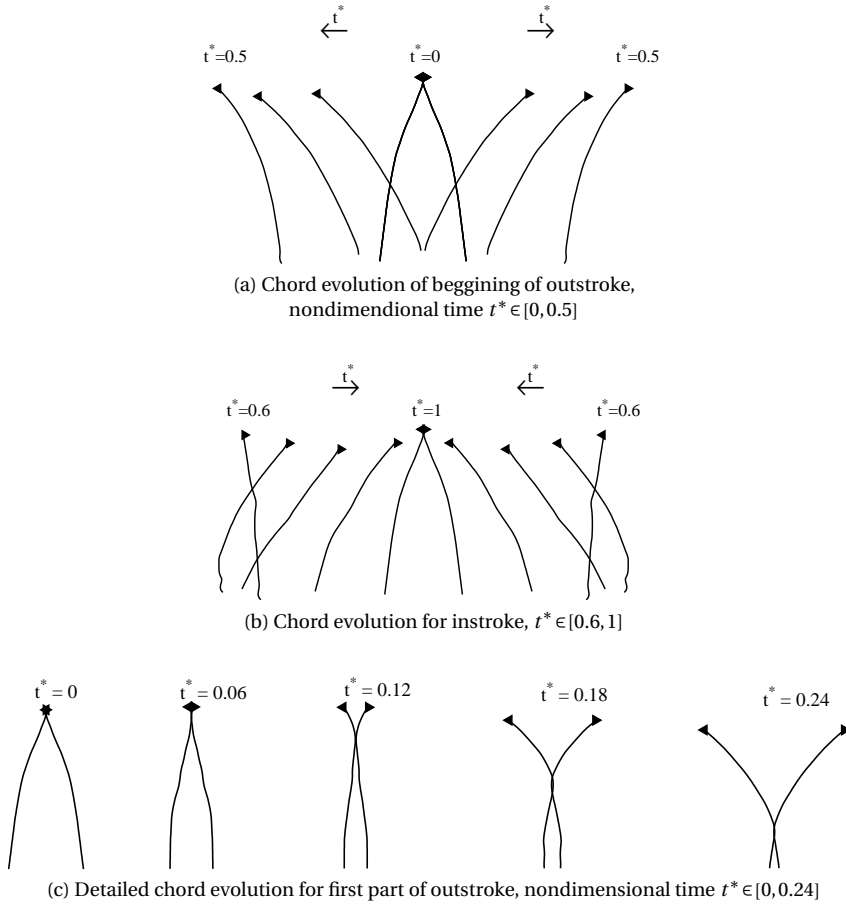 t* t*
t*=0.5 t*=0 t*=0.5
(a) Chord evolution of beggining of outstroke,
nondimendional time t* ∈ [0, 0.5]
t* t*
t*=0.6 t*=1 t*=0.6
(b) Chord evolution for instroke, t* ∈ [0.6, 1]
t* = 0 t* = 0.06 t* = 0.12 t* = 0.18 t* = 0.24
(c) Detailed chord evolution for first part of outstroke, nondimensional time t* ∈ [0, 0.24]